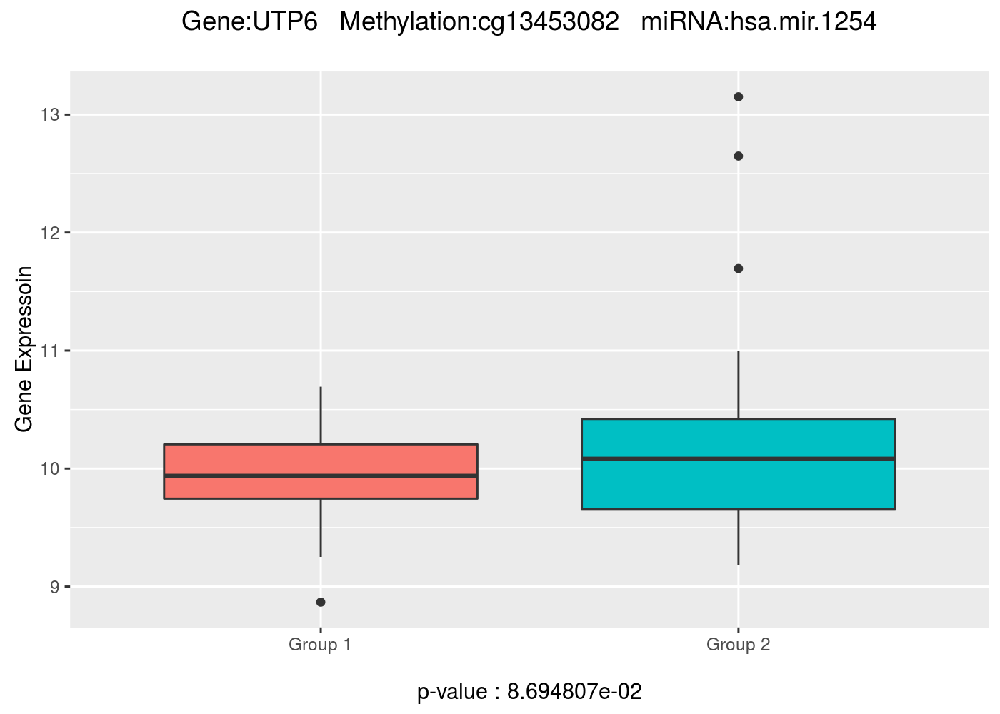 Gene:UTP6   Methylation:cg13453082   miRNA:hsa.mir.1254
Gene Expressoin
13
12
11
10
9
Group 1
Group 2
p-value : 8.694807e-02